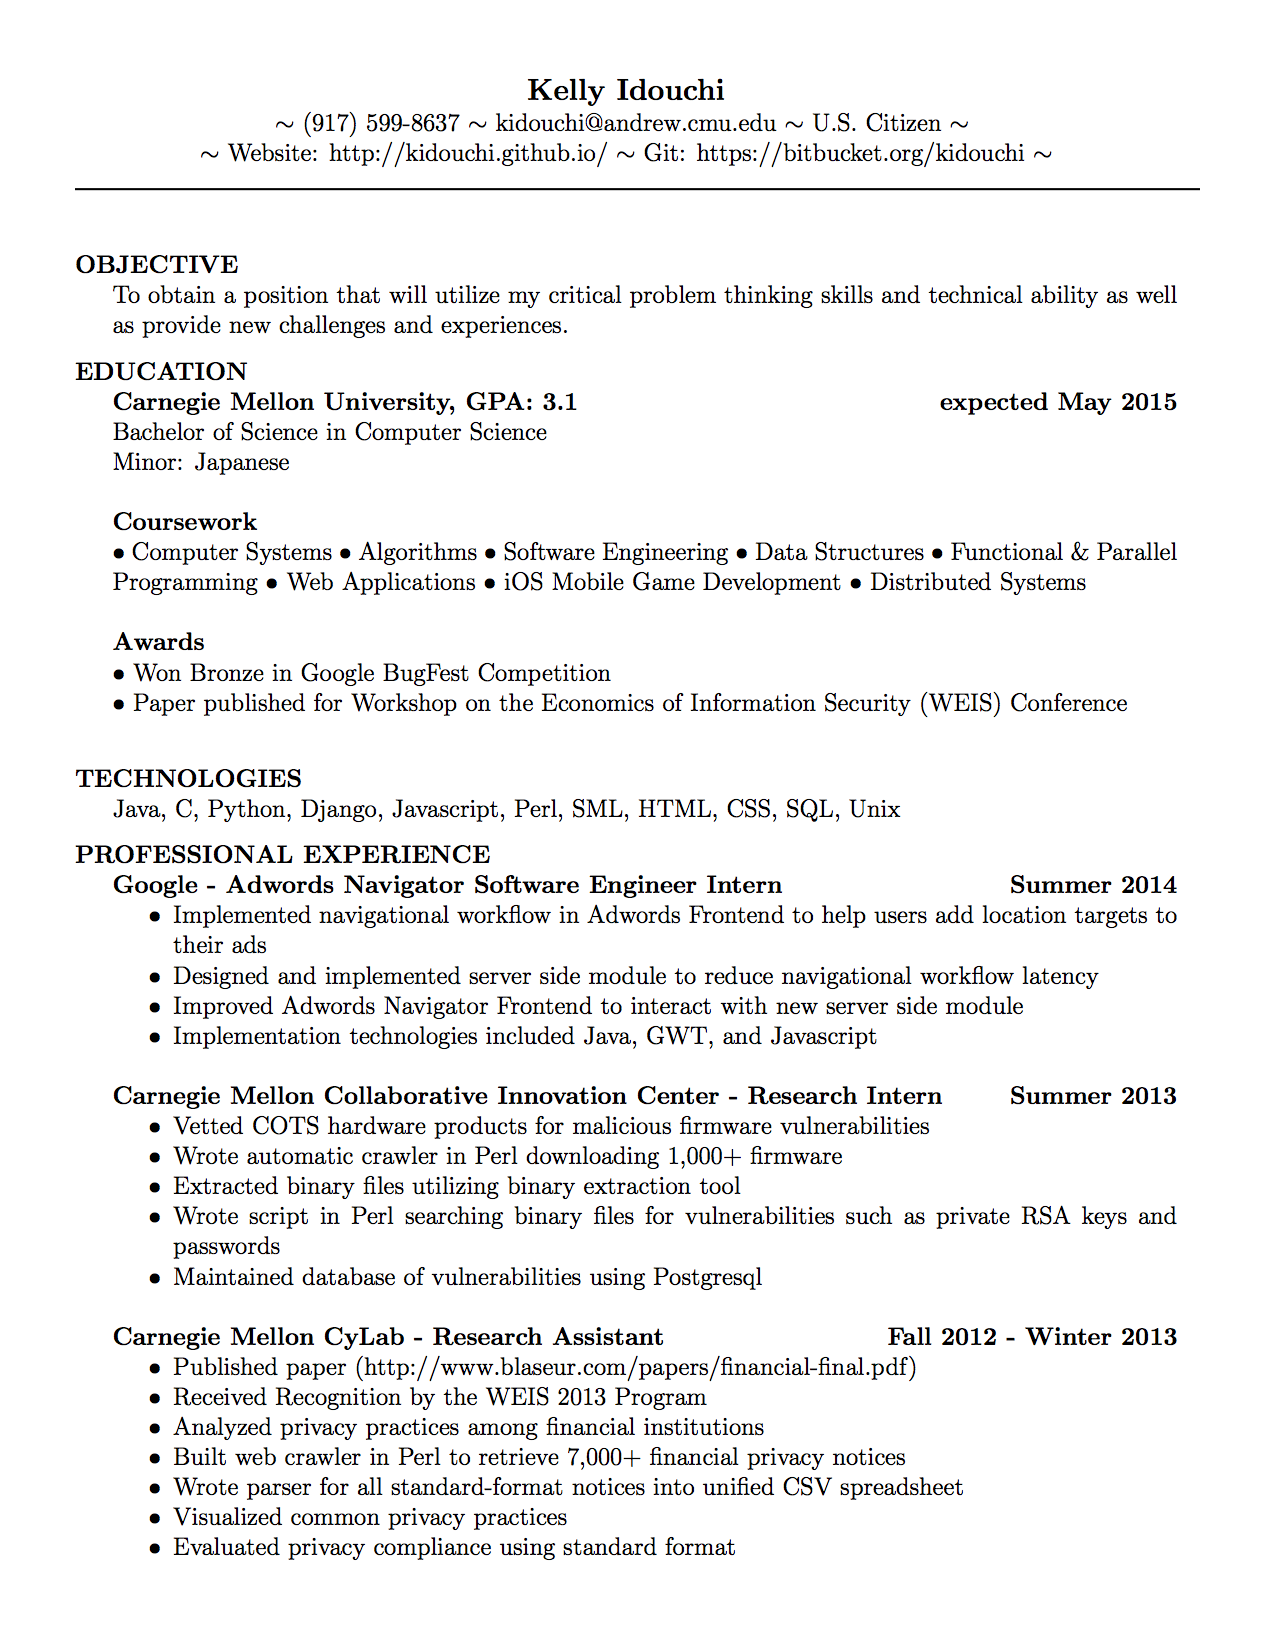 Kelly Idouchi
~ (917) 599-8637 ~ kidouchi@andrew.cmu.edu ~ U.S. Citizen ~
~ Website: http://kidouchi.github.io/ ~ Git: https://bitbucket.org/kidouchi ~
OBJECTIVE
To obtain a position that will utilize my critical problem thinking skills and technical ability as well
as provide new challenges and experiences.
EDUCATION
Carnegie Mellon University, GPA: 3.1 expected May 2015
Bachelor of Science in Computer Science
Minor: Japanese
Coursework
• Computer Systems • Algorithms • Software Engineering • Data Structures • Functional & Parallel
Programming • Web Applications • iOS Mobile Game Development • Distributed Systems
Awards
• Won Bronze in Google BugFest Competition
• Paper published for Workshop on the Economics of Information Security (WEIS) Conference
TECHNOLOGIES
Java, C, Python, Django, Javascript, Perl, SML, HTML, CSS, SQL, Unix
PROFESSIONAL EXPERIENCE
Google - Adwords Navigator Software Engineer Intern Summer 2014
• Implemented navigational workflow in Adwords Frontend to help users add location targets to
their ads
• Designed and implemented server side module to reduce navigational workflow latency
• Improved Adwords Navigator Frontend to interact with new server side module
• Implementation technologies included Java, GWT, and Javascript
Carnegie Mellon Collaborative Innovation Center - Research Intern Summer 2013
• Vetted COTS hardware products for malicious firmware vulnerabilities
• Wrote automatic crawler in Perl downloading 1,000+ firmware
• Extracted binary files utilizing binary extraction tool
• Wrote script in Perl searching binary files for vulnerabilities such as private RSA keys and
passwords
• Maintained database of vulnerabilities using Postgresql
Carnegie Mellon CyLab - Research Assistant Fall 2012 - Winter 2013
• Published paper (http://www.blaseur.com/papers/financial-final.pdf)
• Received Recognition by the WEIS 2013 Program
• Analyzed privacy practices among financial institutions
• Built web crawler in Perl to retrieve 7,000+ financial privacy notices
• Wrote parser for all standard-format notices into unified CSV spreadsheet
• Visualized common privacy practices
• Evaluated privacy compliance using standard format